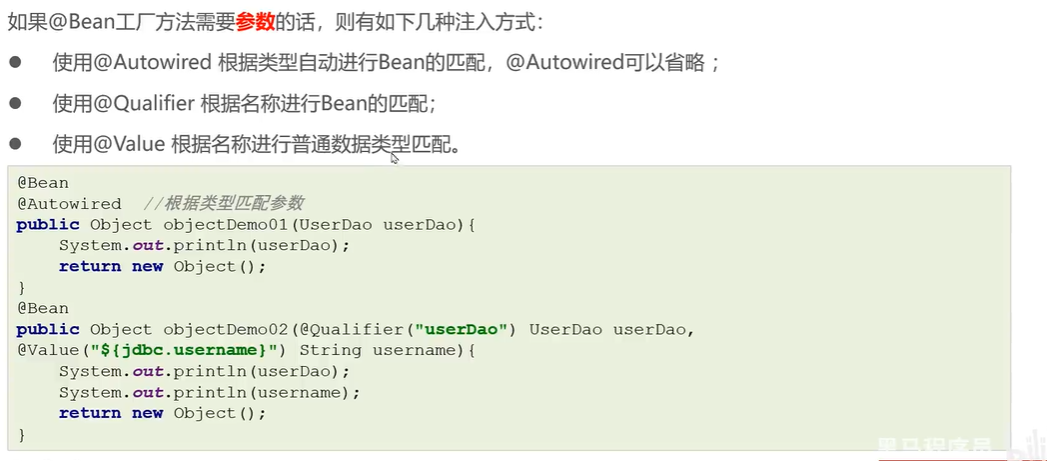 如果@Bean工厂方法需要参数的话，则有如下几种注入方式：
● 使用@Autowired 根据类型自动进行Bean的匹配，@Autowired可以省略 ；
● 使用@Qualifier 根据名称进行Bean的匹配；
● 使用@Value 根据名称进行普通数据类型匹配。
@Bean
@Autowired //根据类型匹配参数
public Object objectDemo01(UserDao userDao){
    System.out.println(userDao);
    return new Object();
}
@Bean
public Object objectDemo02(@Qualifier("userDao") UserDao userDao,
@Value("${jdbc.username}") String username){
    System.out.println(userDao);
    System.out.println(username);
    return new Object();
}
黑马程序员